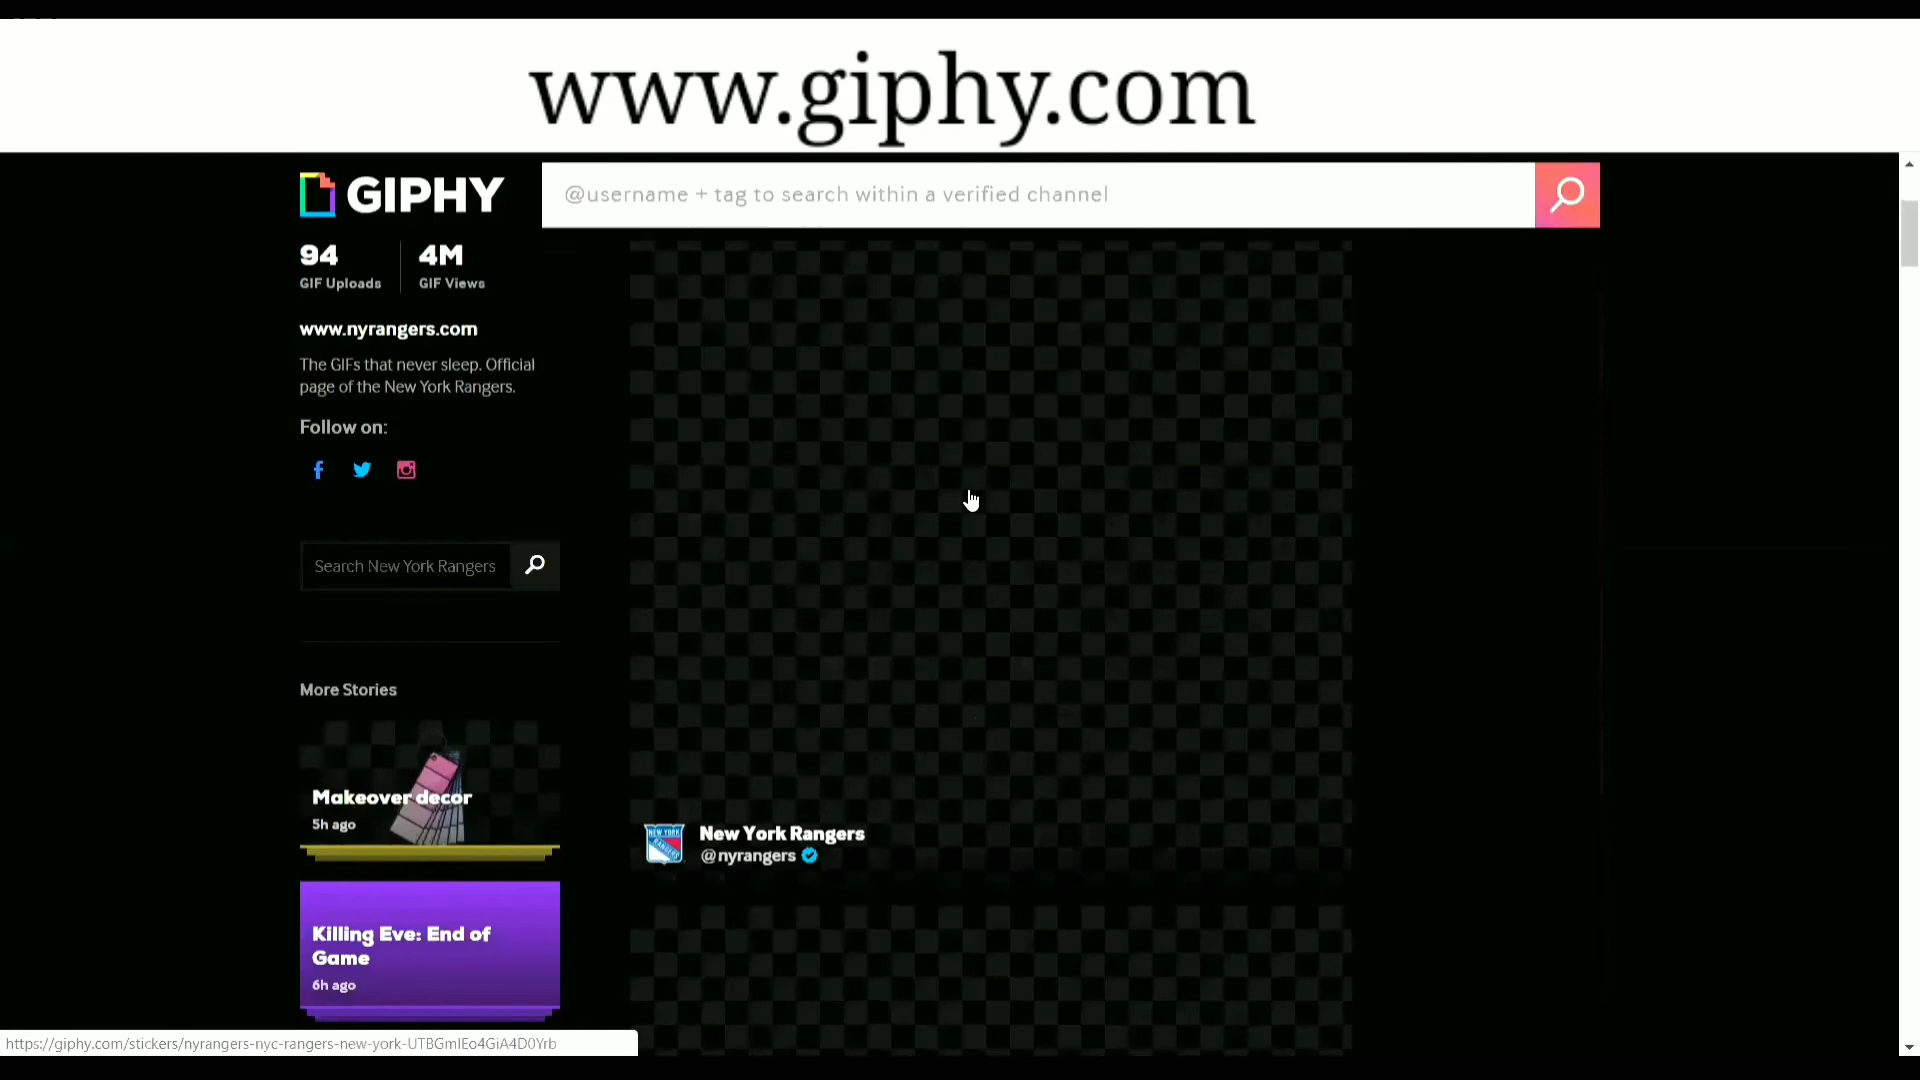 www.giphy.com
GIPHY
@username + tag to search within a verified channel
94
GIF Uploads
4M
GIF Views
www.nyrangers.com
The GIFs that never sleep. Official
page of the New York Rangers.
Follow on:
Search New York Rangers
More Stories
Makeover decor
5h ago
Killing Eve: End of
Game
6h ago
NEW YORK
RANGERS
New York Rangers
@nyrangers
https://giphy.com/stickers/nyrangers-nyc-rangers-new-york-UTBGmIEo4GiA4D0Yrb